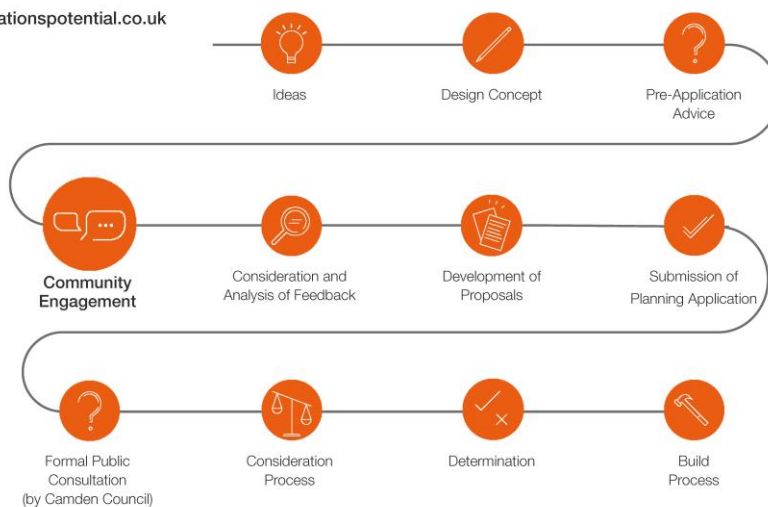 ationspotential.co.uk
Ideas
Design Concept
Pre-Application
Advice
Community
Engagement
Consideration and
Analysis of Feedback
Development of
Proposals
Submission of
Planning Application
Formal Public
Consultation
(by Camden Council)
Consideration
Process
Determination
Build
Process